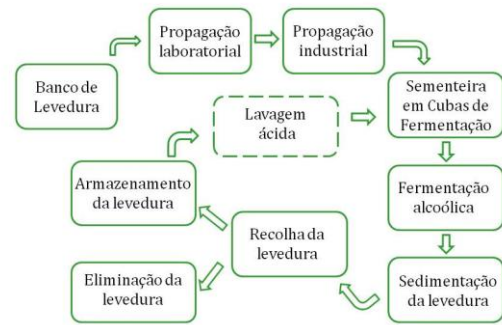 Banco de
Levedura
Propagação
laboratorial
Propagação
industrial
Sementeira
em Cubas de
Fermentação
Fermentação
alcoólica
Sedimentação
da levedura
Recolha da
levedura
Eliminação da
levedura
Armazenamento
da levedura
Lavagem
ácida